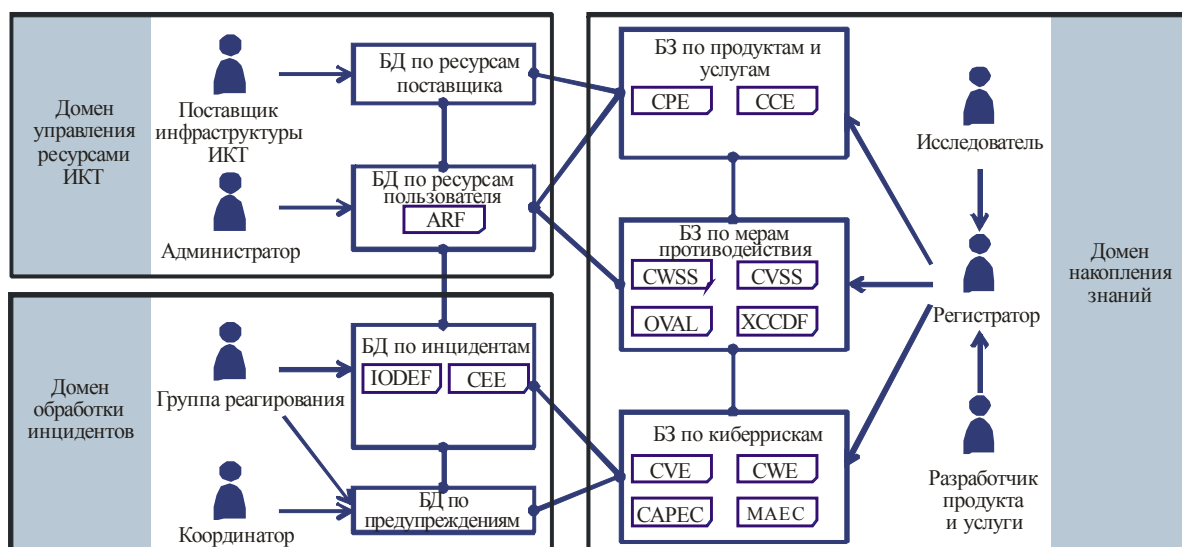 Домен
управления
ресурсами
ИКТ
Поставщик
инфраструктуры
ИКТ
Администратор
БД по ресурсам
поставщика
БД по ресурсам
пользователя
ARF
Домен
обработки
инцидентов
Группа реагирования
Координатор
БД по инцидентам
IODEF
CEE
БД по
предупреждениям
БЗ по продуктам и
услугам
CPE
CCE
БЗ по мерам
противодействия
CWSS
CVSS
OVAL
XCCDF
БЗ по киберрискам
CVE
CWE
CAPEC
MAEC
Исследователь
Регистратор
Разработчик
продукта
и услуги
Домен
накопления
знаний